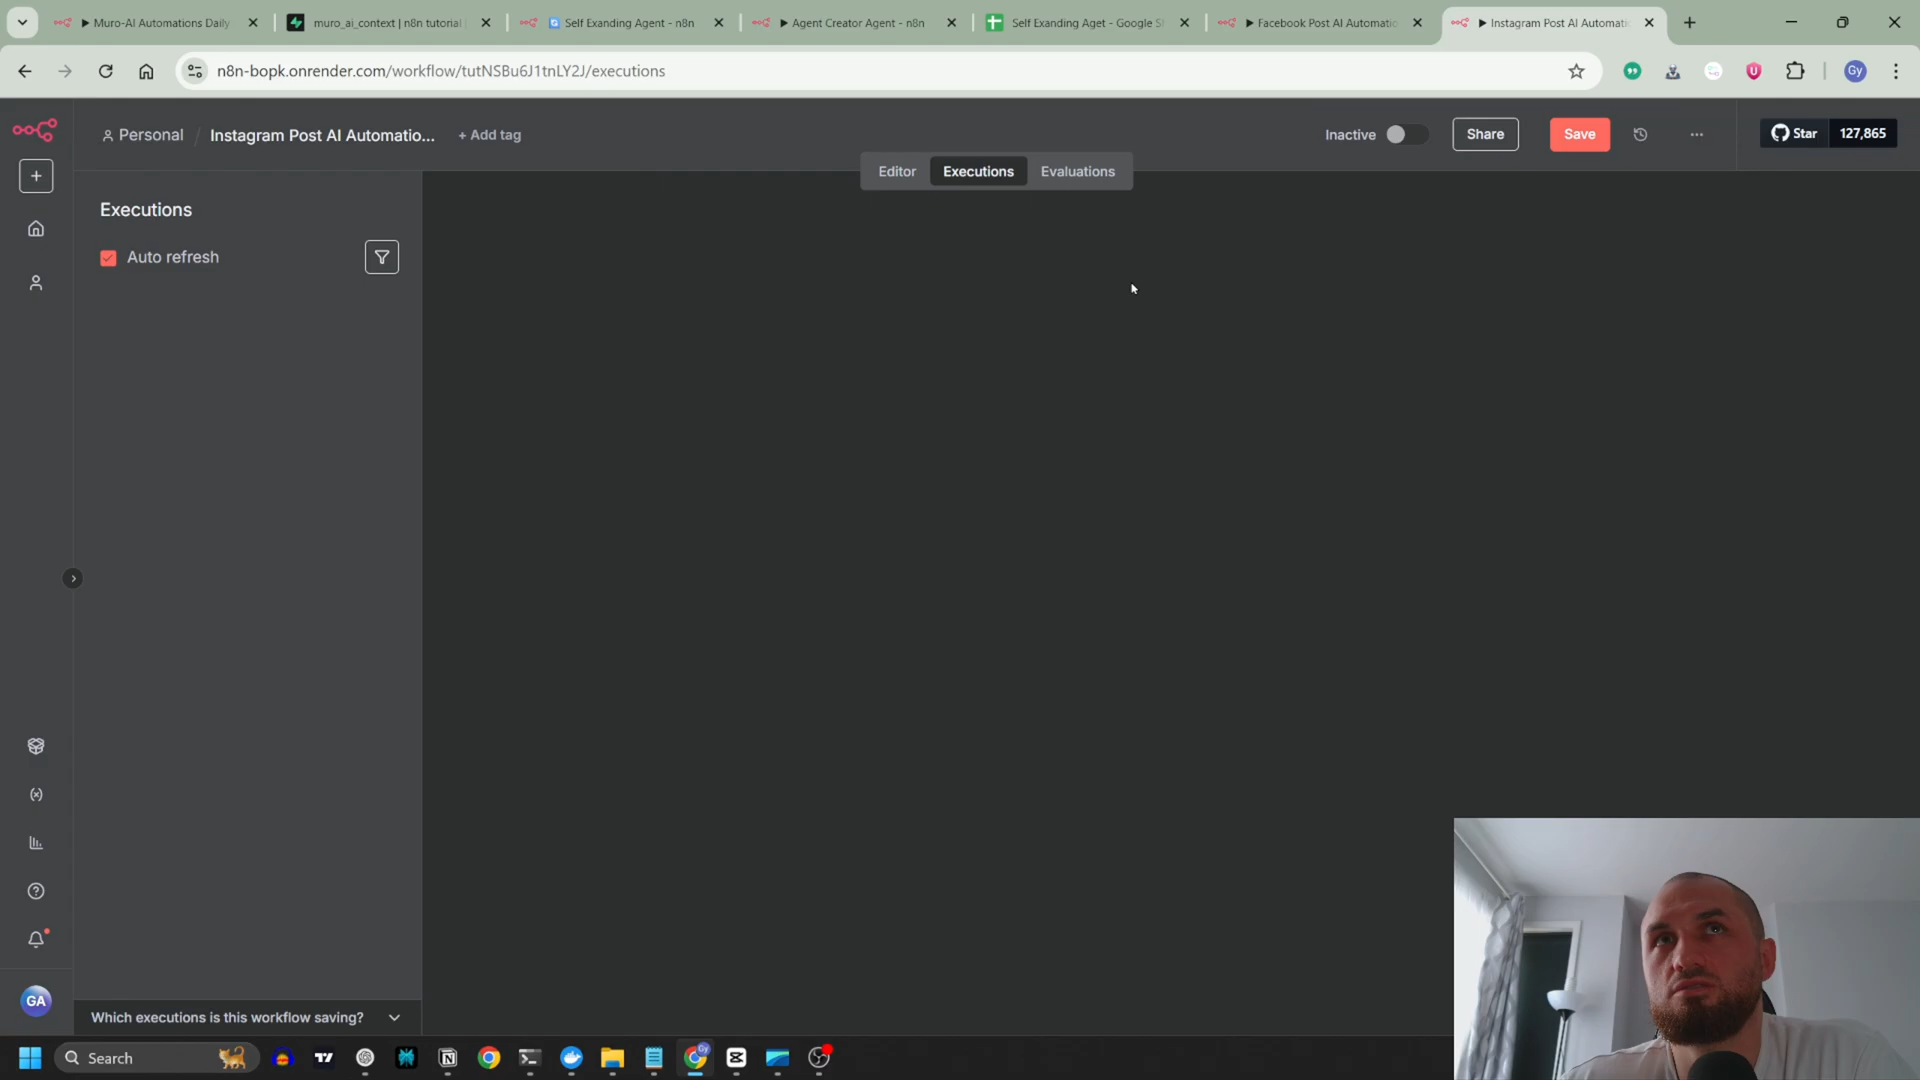 Muro-AI Automations Daily
muro_ai_context | n8n tutorial
Self Exanding Agent - n8n
Agent Creator Agent - n8n
Self Exanding Aget - Google S
Facebook Post AI Automatio
Instagram Post AI Automati
n8n-bopk.onrender.com/workflow/tutNSBu6J1tnLY2J/executions
Gy
Personal / Instagram Post AI Automatio... + Add tag
Inactive
Share
Save
Star 127,865
Editor
Executions
Evaluations
Executions
Auto refresh
GA
Which executions is this workflow saving?
Search